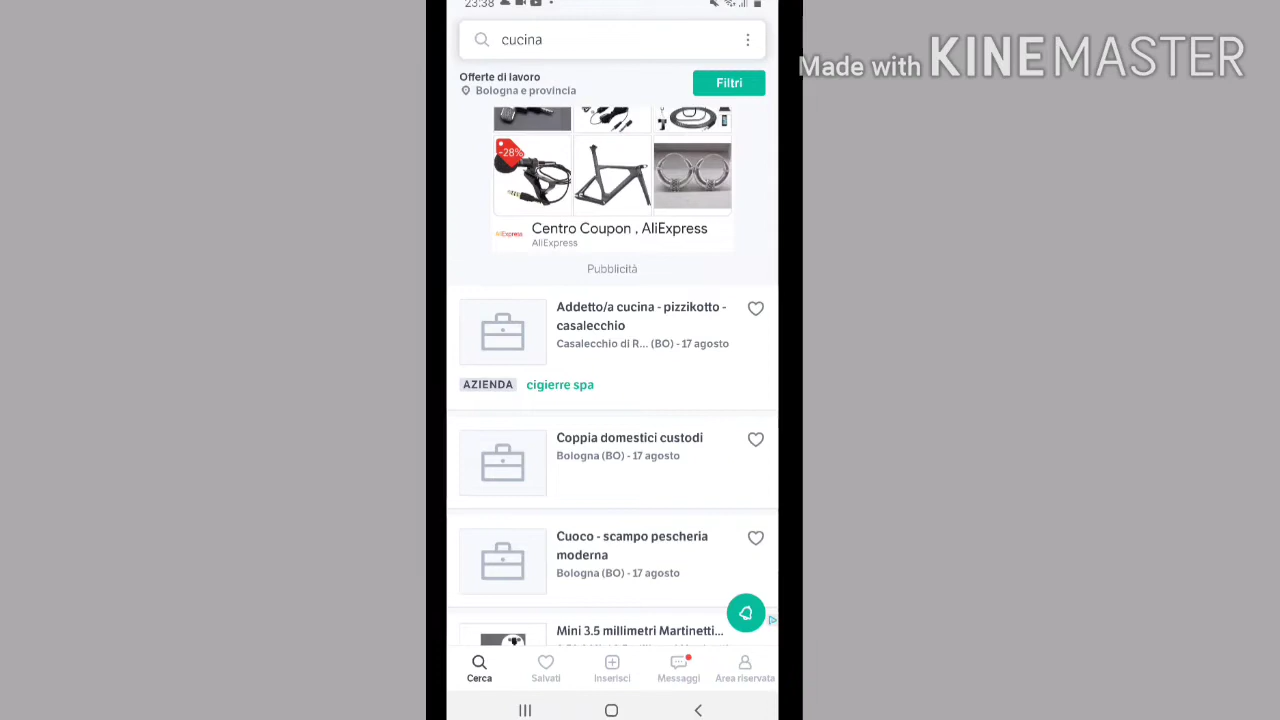 23:38
cucina
Made with KINEMASTER
Offerte di lavoro
Bologna e provincia
Filtri
-28%
AliExpress
Centro Coupon , AliExpress
AliExpress
Pubblicità
Addetto/a cucina - pizzikotto -
casalecchio
Casalecchio di R... (BO) - 17 agosto
AZIENDA cigierre spa
Coppia domestici custodi
Bologna (BO) - 17 agosto
Cuoco - scampo pescheria
moderna
Bologna (BO) - 17 agosto
Mini 3.5 millimetri Martinetti...
Cerca Salvati Inserisci Messaggi Area riservata